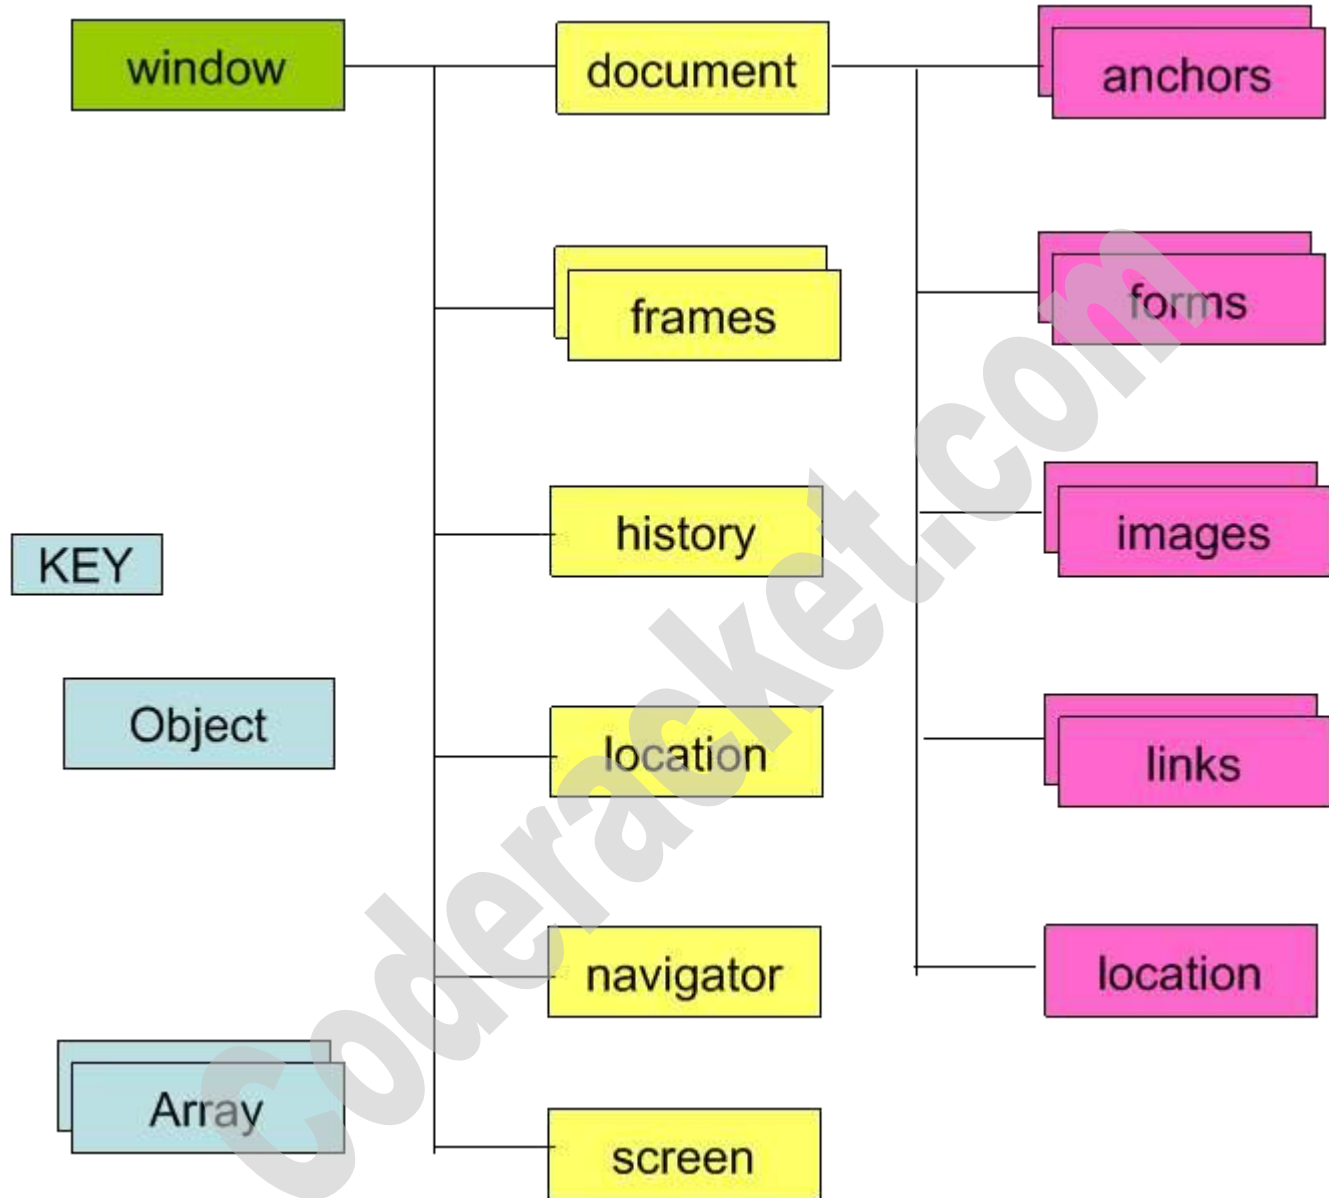 window
document
anchors
frames
forms
history
images
KEY
Object
location
links
navigator
location
Array
screen
Coderacket.com